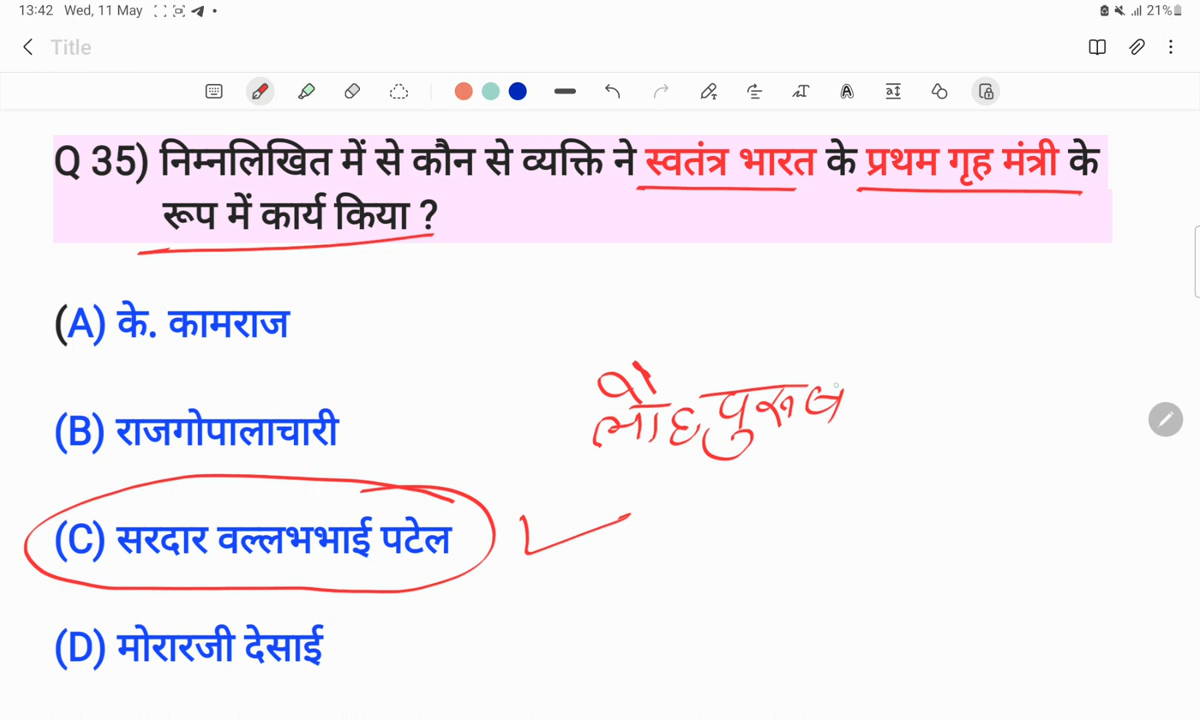 13:42 Wed, 11 May
21%
Title
Q 35) निम्नलिखित में से कौन से व्यक्ति ने स्वतंत्र भारत के प्रथम गृह मंत्री के
रूप में कार्य किया ?
(A) के. कामराज
लौहपुरूष
(B) राजगोपालाचारी
(C) सरदार वल्लभभाई पटेल
(D) मोरारजी देसाई